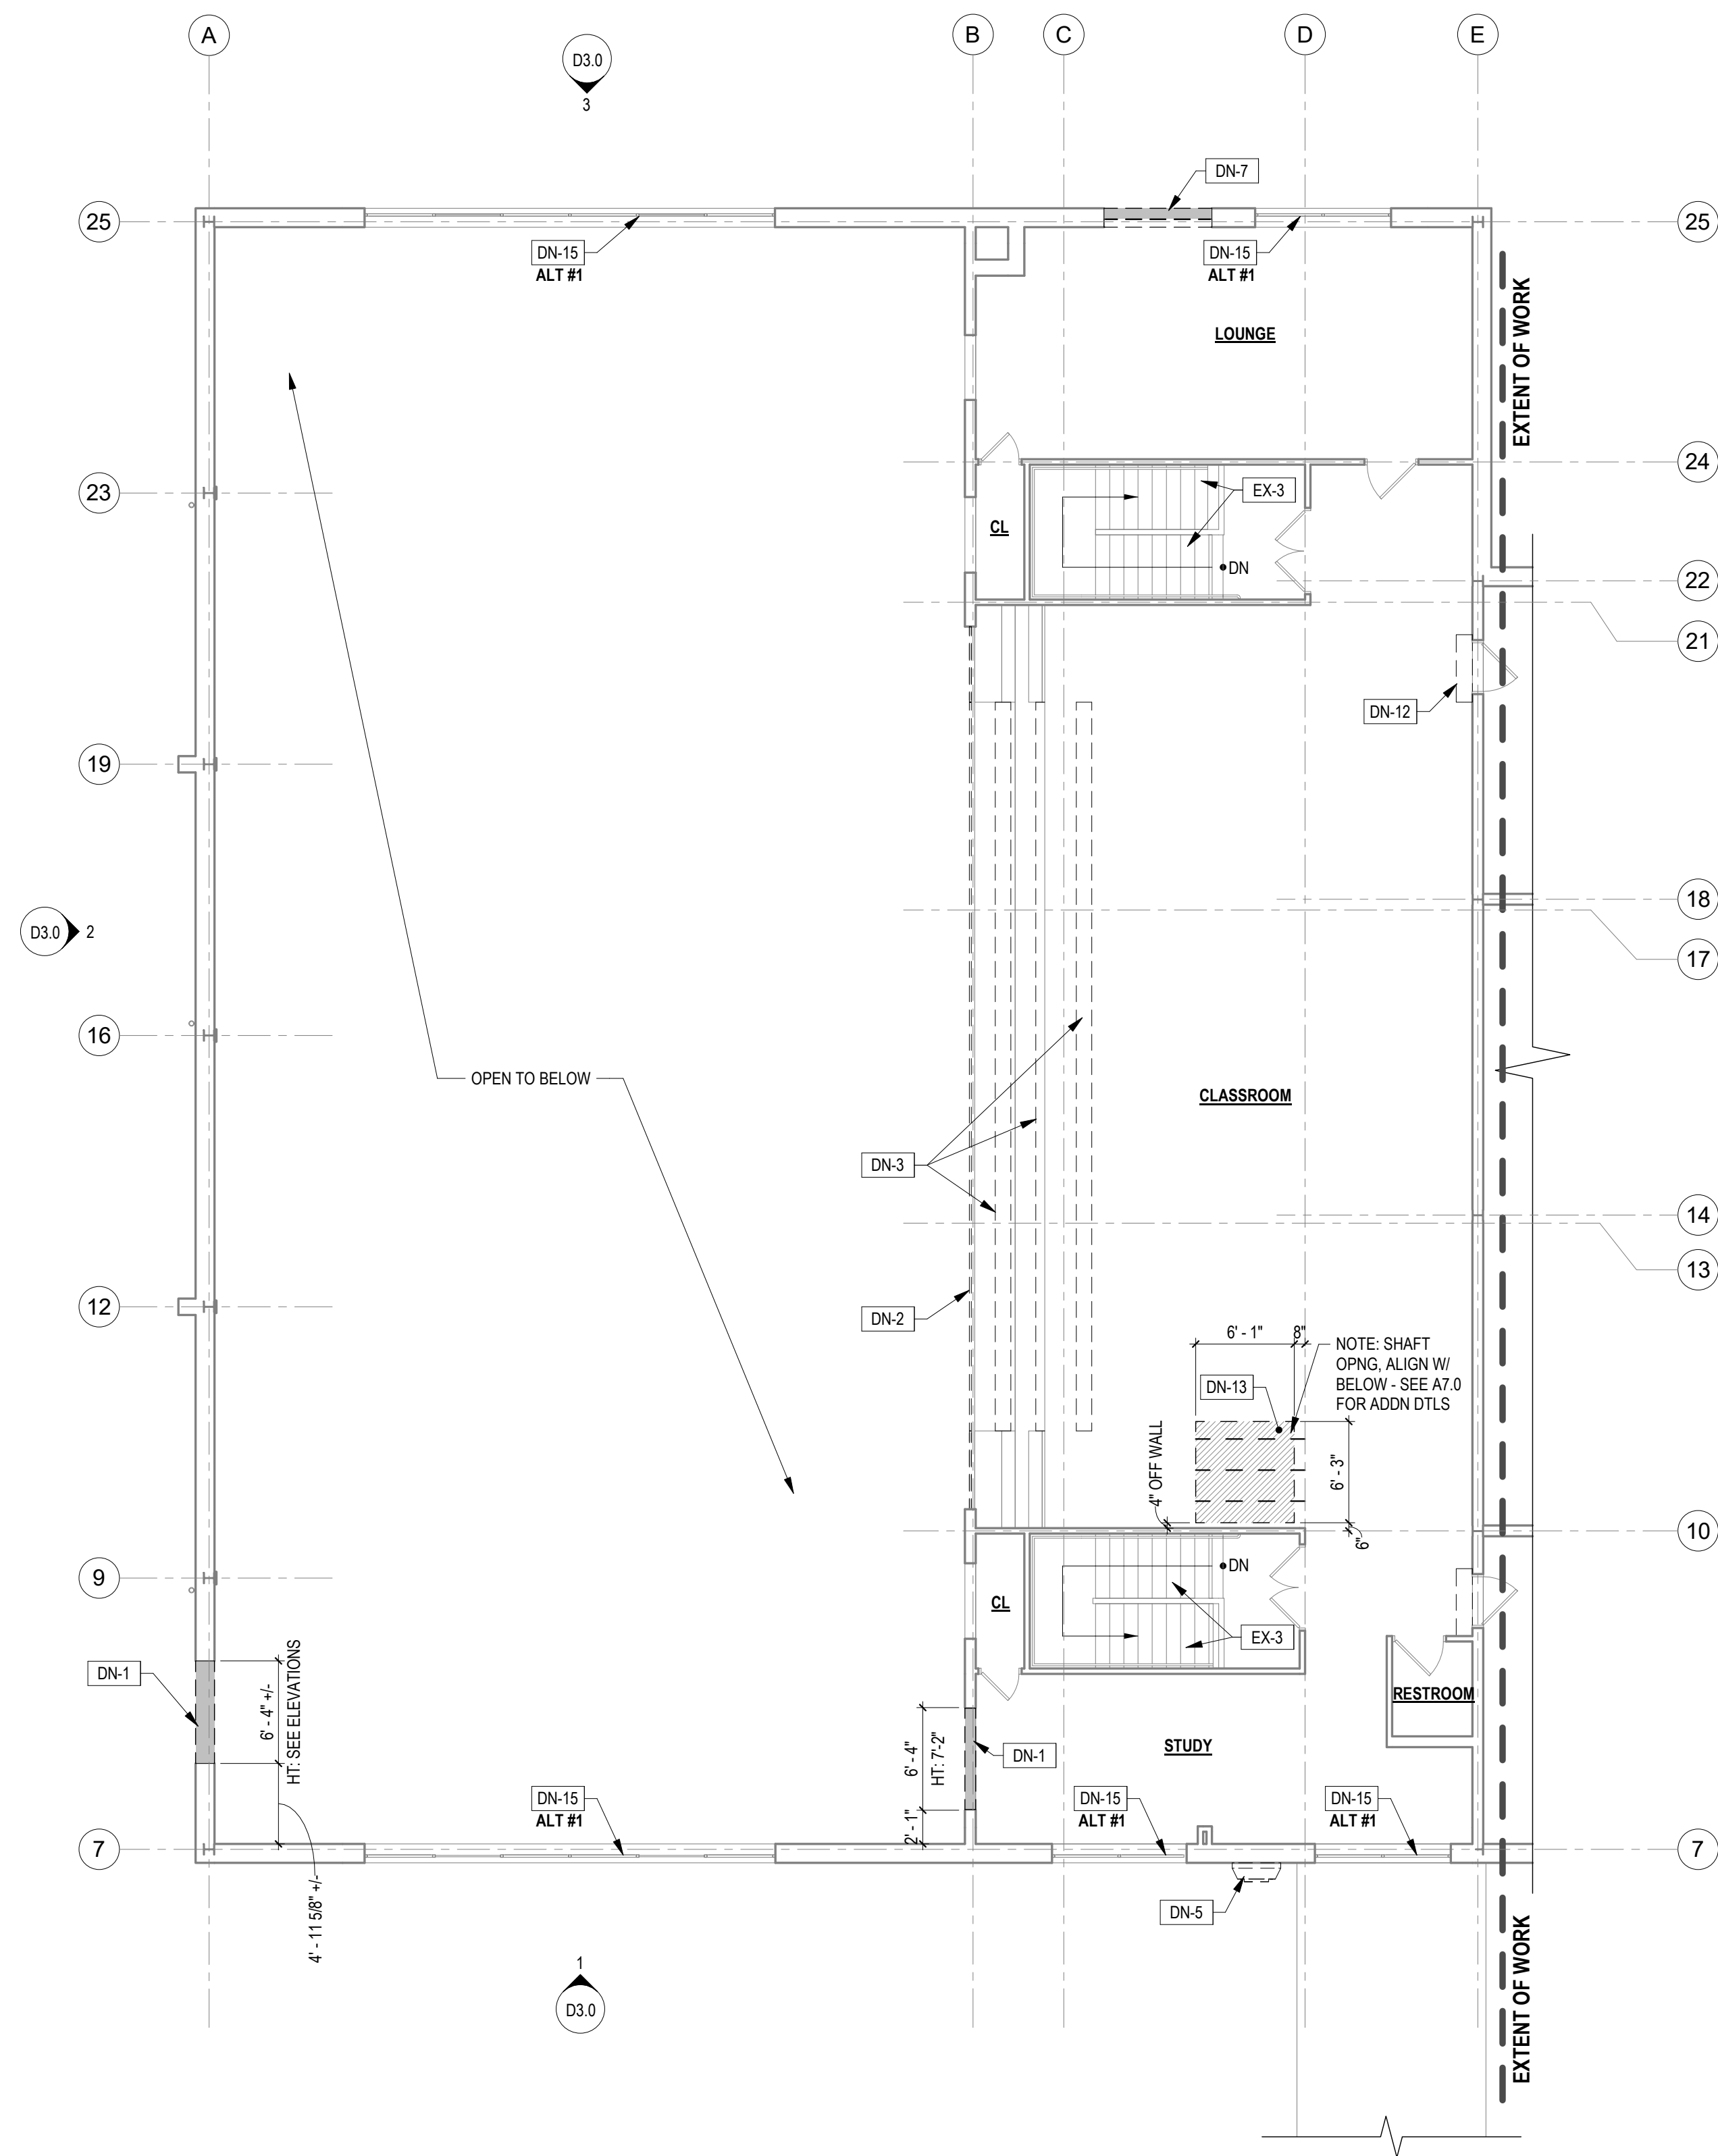 A
B
C
D
E
D3.0
3
DN-7
25
25
DN-15
ALT #1
DN-15
ALT #1
EXTENT OF WORK
LOUNGE
24
23
EX-3
CL
DN
22
21
DN-12
19
18
D3.0
2
17
16
OPEN TO BELOW
CLASSROOM
DN-3
14
13
12
DN-2
6' - 1"
8"
NOTE: SHAFT
OPNG, ALIGN W/
BELOW - SEE A7.0
FOR ADDN DTLS
DN-13
4" OFF WALL
6' - 3"
6"
10
9
DN
CL
EX-3
DN-1
6' - 4" +/-
HT: SEE ELEVATIONS
RESTROOM
6' - 4"
HT: 7'-2"
DN-1
STUDY
2' - 1"
DN-15
ALT #1
DN-15
ALT #1
DN-15
ALT #1
7
7
4' - 11 5/8" +/-
DN-5
EXTENT OF WORK
1
D3.0